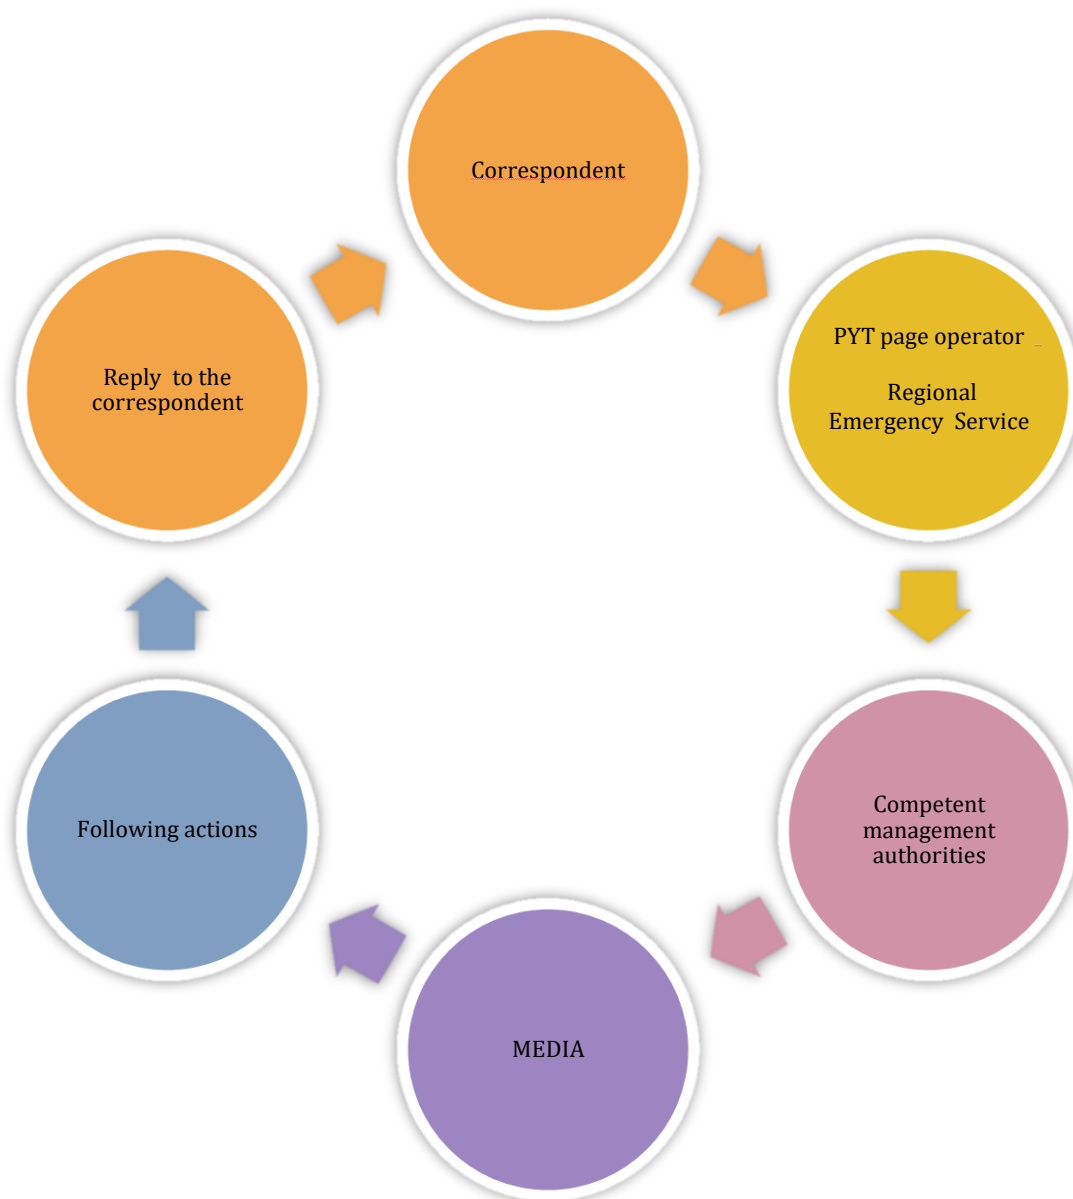 Correspondent
PYT page operator _
Regional
Emergency Service
Competent
management
authorities
MEDIA
Following actions
Reply to the
correspondent